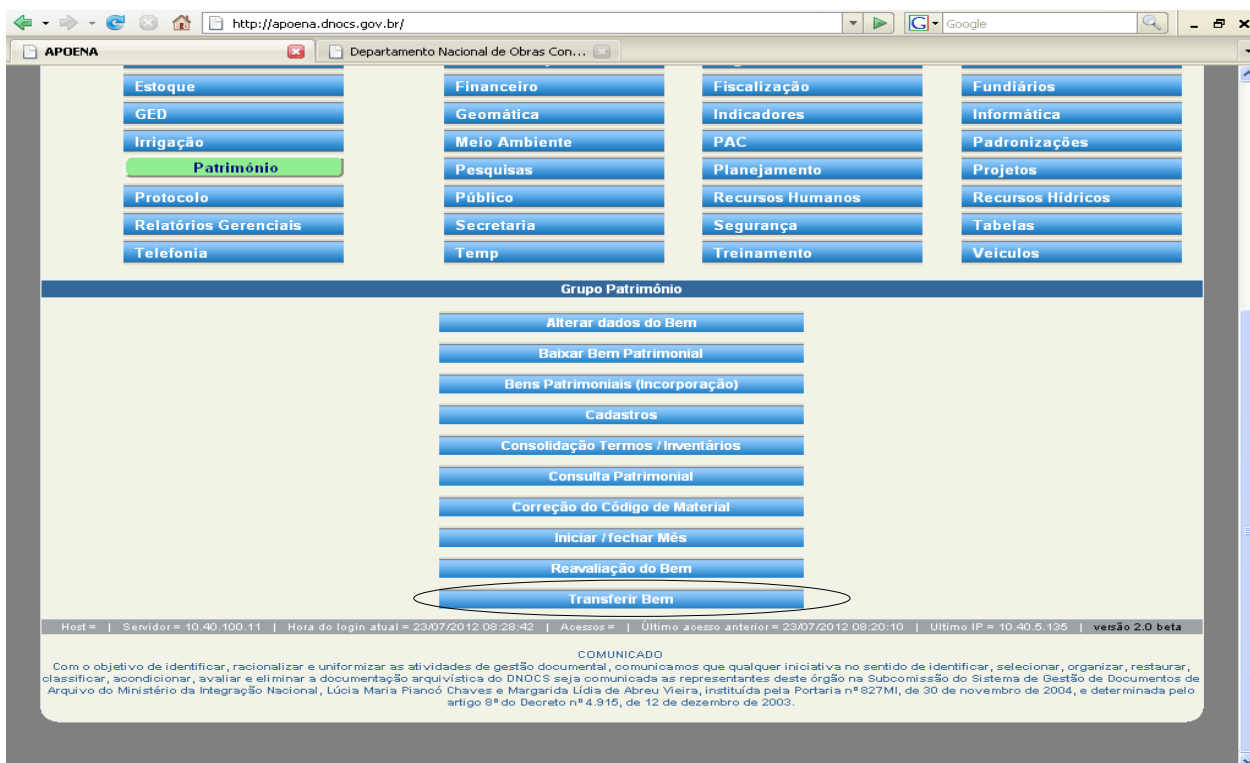 http://apoena.dnocs.gov.br/
Google
APOENA
Departamento Nacional de Obras Con...
Estoque
Financeiro
Fiscalização
Fundiários
GED
Geomática
Indicadores
Informática
Irrigação
Meio Ambiente
PAC
Padronizações
Patrimônio
Pesquisas
Planejamento
Projetos
Protocolo
Público
Recursos Humanos
Recursos Hídricos
Relatórios Gerenciais
Secretaria
Segurança
Tabelas
Telefonia
Temp
Treinamento
Veiculos
Grupo Patrimônio
Alterar dados do Bem
Baixar Bem Patrimonial
Bens Patrimoniais (Incorporação)
Cadastros
Consolidação Termos / Inventários
Consulta Patrimonial
Correção do Código de Material
Iniciar / fechar Mês
Reavaliação do Bem
Transferir Bem
Host = | Servidor = 10.40.100.11 | Hora do login atual = 23/07/2012 08:28:42 | Acessos = | Último acesso anterior = 23/07/2012 08:20:10 | Ultimo IP = 10.40.5.135 | versão 2.0 beta
COMUNICADO
Com o objetivo de identificar, racionalizar e uniformizar as atividades de gestão documental, comunicamos que qualquer iniciativa no sentido de identificar, selecionar, organizar, restaurar,
classificar, acondicionar, avaliar e eliminar a documentação arquivística do DNOCS seja comunicada as representantes deste órgão na Subcomissão do Sistema de Gestão de Documentos de
Arquivo do Ministério da Integração Nacional, Lúcia Maria Piancó Chaves e Margarida Lídia de Abreu Vieira, instituída pela Portaria nº 827MI, de 30 de novembro de 2004, e determinada pelo
artigo 8º do Decreto nº 4.915, de 12 de dezembro de 2003.